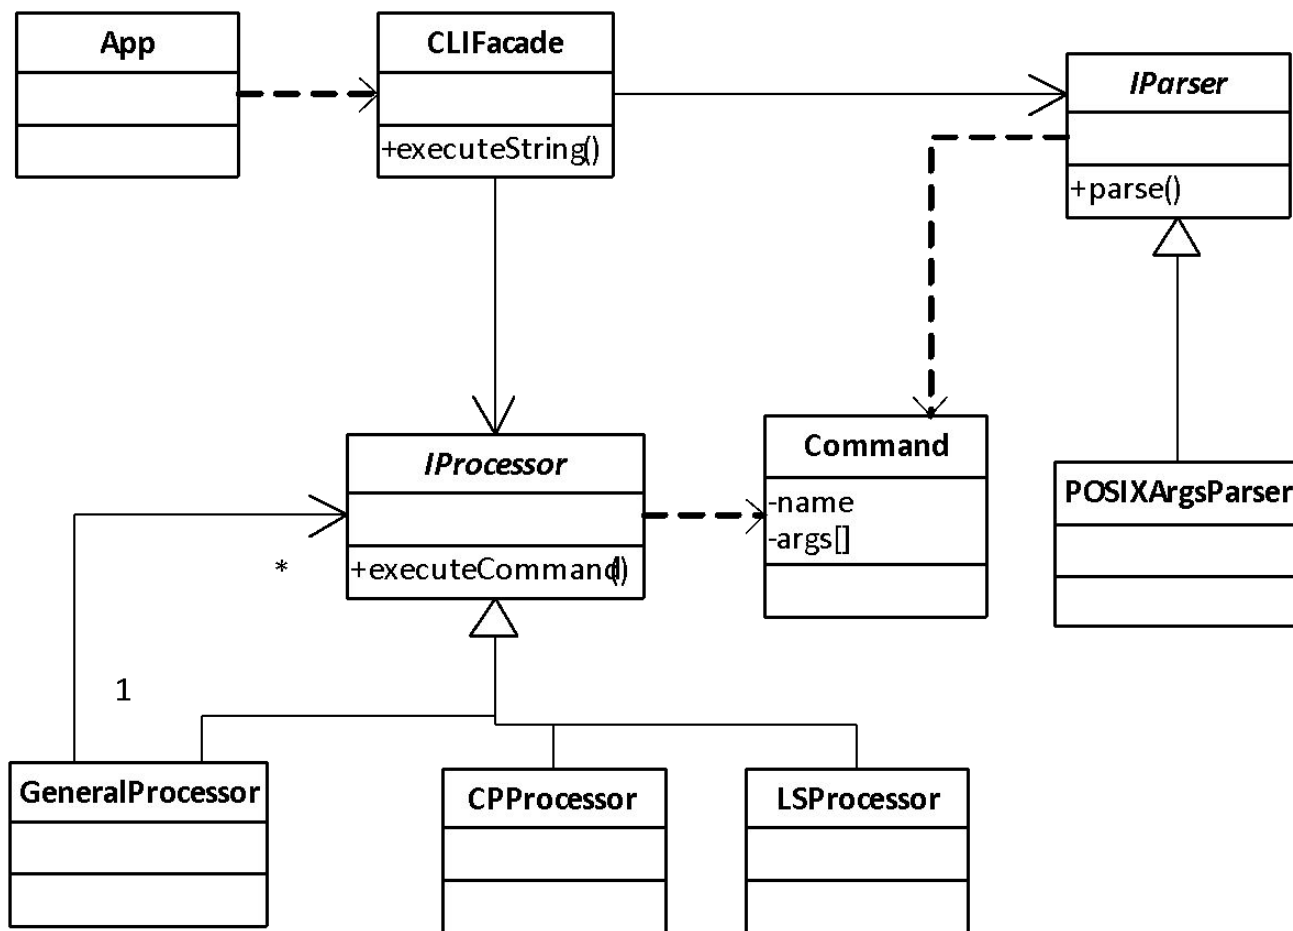 App
CLIFacade
+executeString()
IParser
+parse()
IProcessor
+executeCommand()
Command
-name
-args[]
POSIXArgsParser
*
1
GeneralProcessor
CPProcessor
LSProcessor